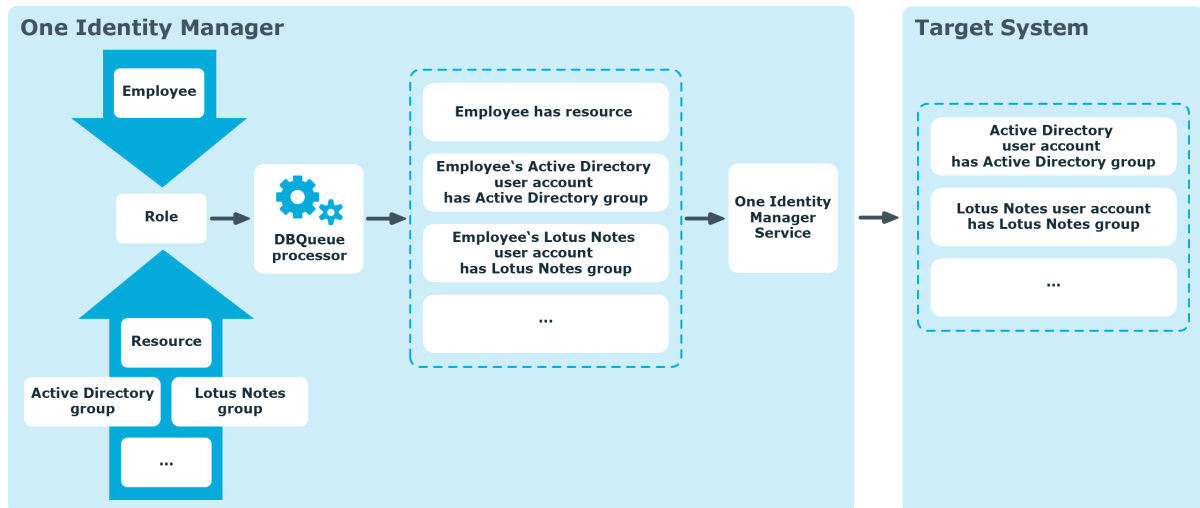 One Identity Manager
Employee
Role
Resource
Active Directory
group
Lotus Notes
group
...
DBQueue
processor
Employee has resource
Employee‘s Active Directory
user account
has Active Directory group
Employee‘s Lotus Notes
user account
has Lotus Notes group
...
One Identity
Manager
Service
Target System
Active Directory
user account
has Active Directory group
Lotus Notes user account
has Lotus Notes group
...